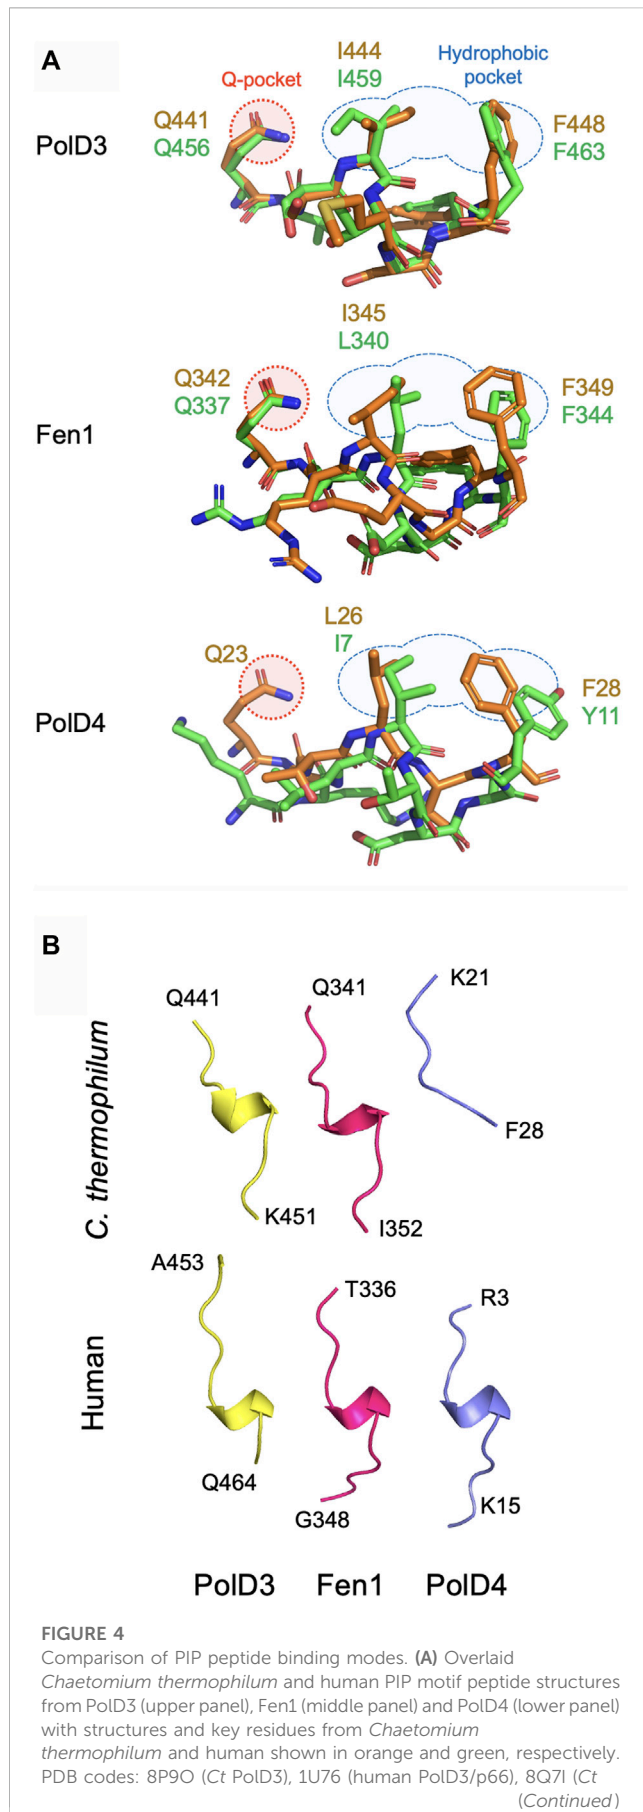 A
Q-pocket
I444
I459
Hydrophobic
pocket
Q441
Q456
PolD3
F448
F463
I345
L340
Q342
Q337
Fen1
F349
F344
L26
I7
Q23
PolD4
F28
Y11
B
C. thermophilum
Q441
Q341
K21
F28
K451
I352
Human
A453
T336
R3
Q464
G348
K15
PolD3 Fen1 PolD4
FIGURE 4
Comparison of PIP peptide binding modes. (A) Overlaid
Chaetomium thermophilum and human PIP motif peptide structures
from PolD3 (upper panel), Fen1 (middle panel) and PolD4 (lower panel)
with structures and key residues from Chaetomium
thermophilum and human shown in orange and green, respectively.
PDB codes: 8P9O (Ct PolD3), 1U76 (human PolD3/p66), 8Q7I (Ct
(Continued)